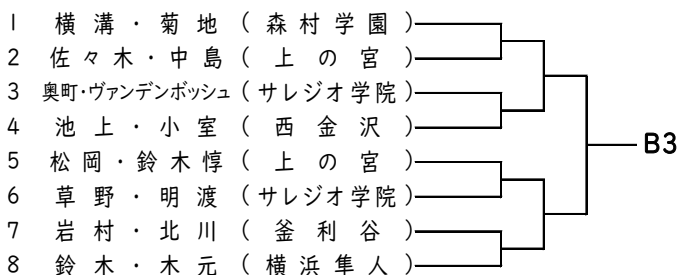 1 横溝・菊地（森村学園）
2 佐々木・中島（上の宮）
3 奥町・ヴァンデンボッシュ（サレジオ学院）
4 池上・小室（西金沢）
5 松岡・鈴木惇（上の宮）
6 草野・明渡（サレジオ学院）
7 岩村・北川（釜利谷）
8 鈴木・木元（横浜隼人）
B3